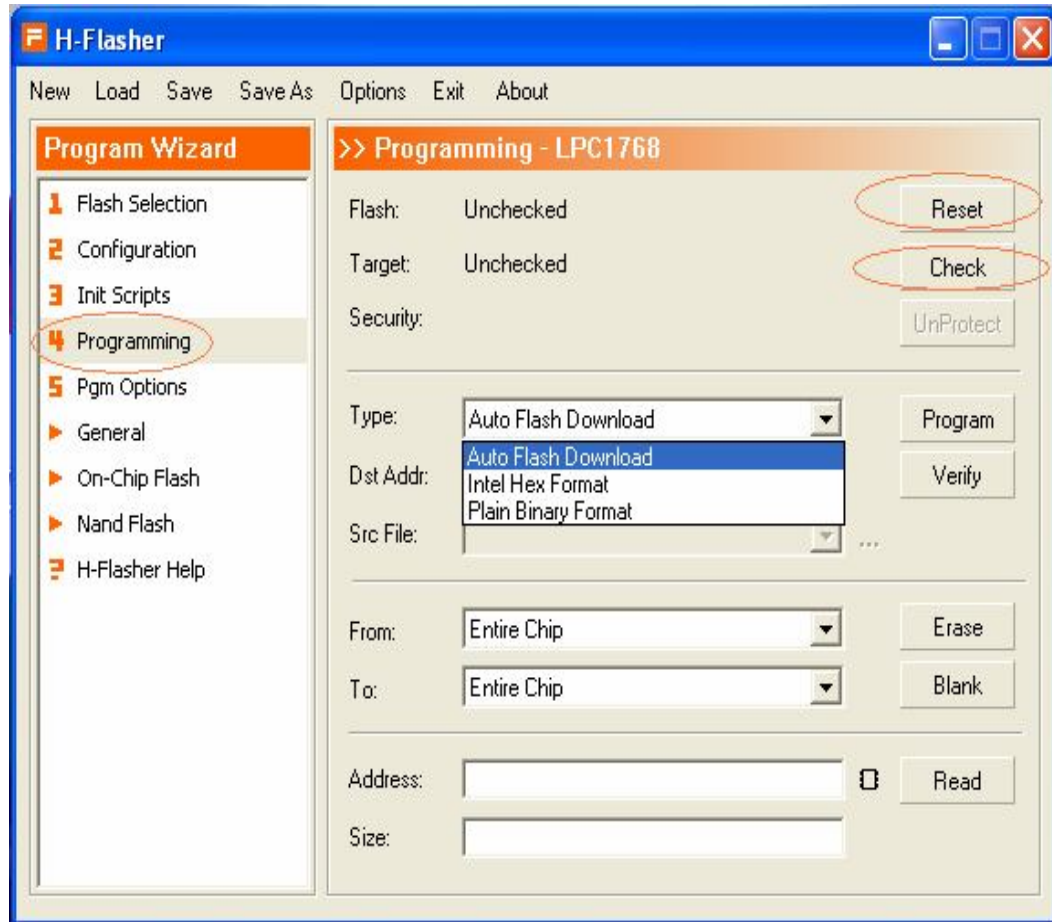 H-Flasher
New Load Save Save As Options Exit About
Program Wizard
1 Flash Selection
2 Configuration
3 Init Scripts
4 Programming
5 Pgm Options
General
On-Chip Flash
Nand Flash
? H-Flasher Help
>> Programming - LPC1768
Flash: Unchecked Reset
Target: Unchecked Check
Security: UnProtect
Type: Auto Flash Download Program
Auto Flash Download
Dst Addr: Intel Hex Format Verify
Plain Binary Format
Src File: ...
From: Entire Chip Erase
To: Entire Chip Blank
Address: Read
Size: